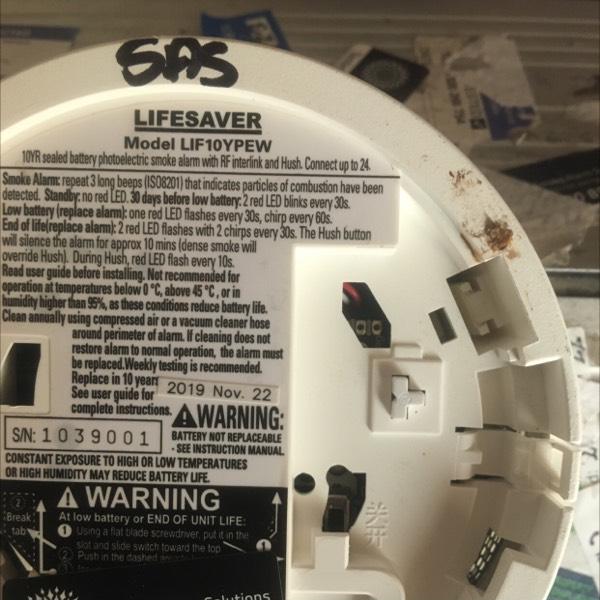 SAS
LIFESAVER
Model LIF10YPEW
10YR sealed battery photoelectric smoke alarm with RF interlink and Hush. Connect up to 24.
Smoke Alarm: repeat 3 long beeps (ISO8201) that indicates particles of combustion have been
detected. Standby: no red LED. 30 days before low battery: 2 red LED blinks every 30s.
Low battery (replace alarm): one red LED flashes every 30s, chirp every 60s.
End of life(replace alarm): 2 red LED flashes with 2 chirps every 30s. The Hush button
will silence the alarm for approx 10 mins (dense smoke will
override Hush). During Hush, red LED flash every 10s.
Read user guide before installing. Not recommended for
operation at temperatures below 0 °C, above 45 °C, or in
humidity higher than 95%, as these conditions reduce battery life.
Clean annually using compressed air or a vacuum cleaner hose
around perimeter of alarm. If cleaning does not
restore alarm to normal operation, the alarm must
be replaced.Weekly testing is recommended.
Replace in 10 years 2019 Nov. 22
See user guide for
complete instructions.
WARNING:
BATTERY NOT REPLACEABLE
- SEE INSTRUCTION MANUAL
S/N: 1039001
CONSTANT EXPOSURE TO HIGH OR LOW TEMPERATURES
OR HIGH HUMIDITY MAY REDUCE BATTERY LIFE.
WARNING
At low battery or END OF UNIT LIFE:
1 Using a flat blade screwdriver, put it in the
slot and slide switch toward the top
2 Push in the dashed
2
Break
tab
1
Solutions